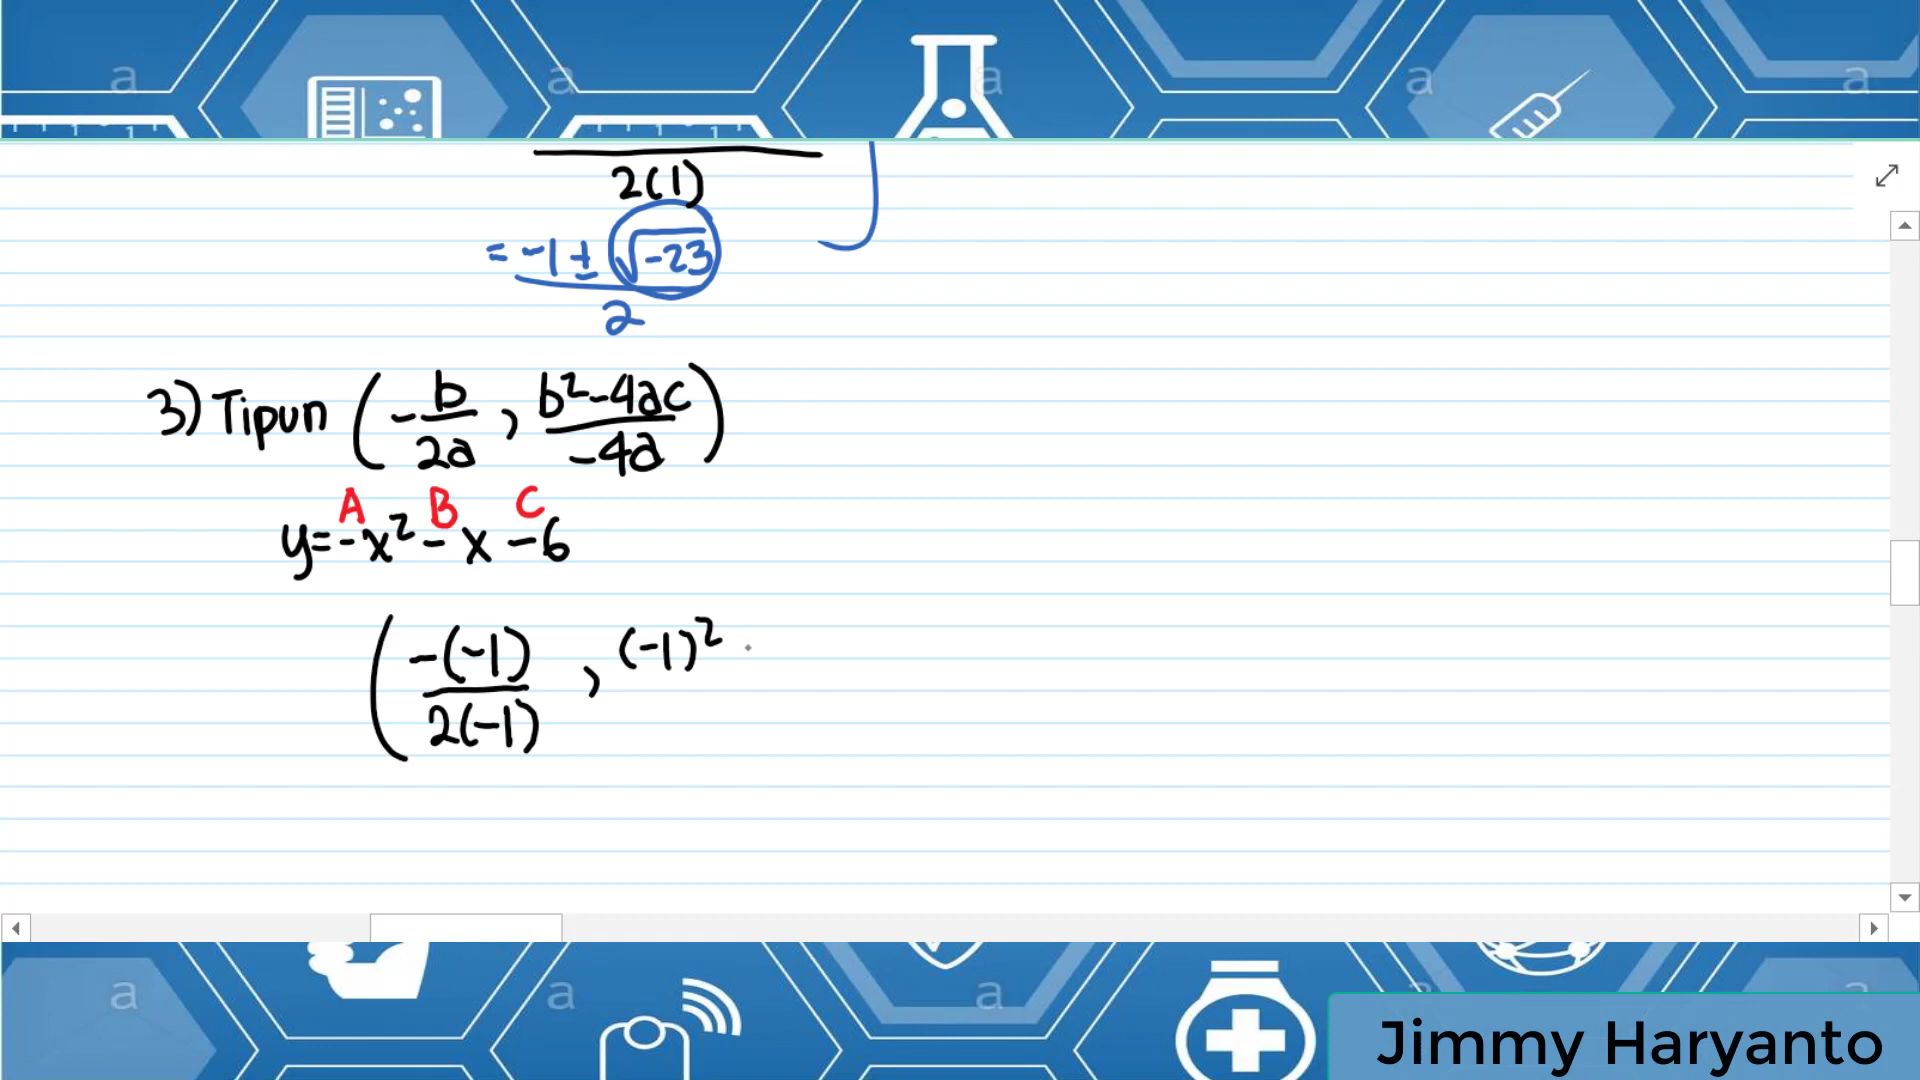 a a a a a
2(1)
= -1 ± √-23
2
3) Tipun ( - b/2a , b²-4ac/-4a )
A B C
y = -x² - x - 6
( -(-1)/2(-1) , (-1)²
a a a a a
Jimmy Haryanto